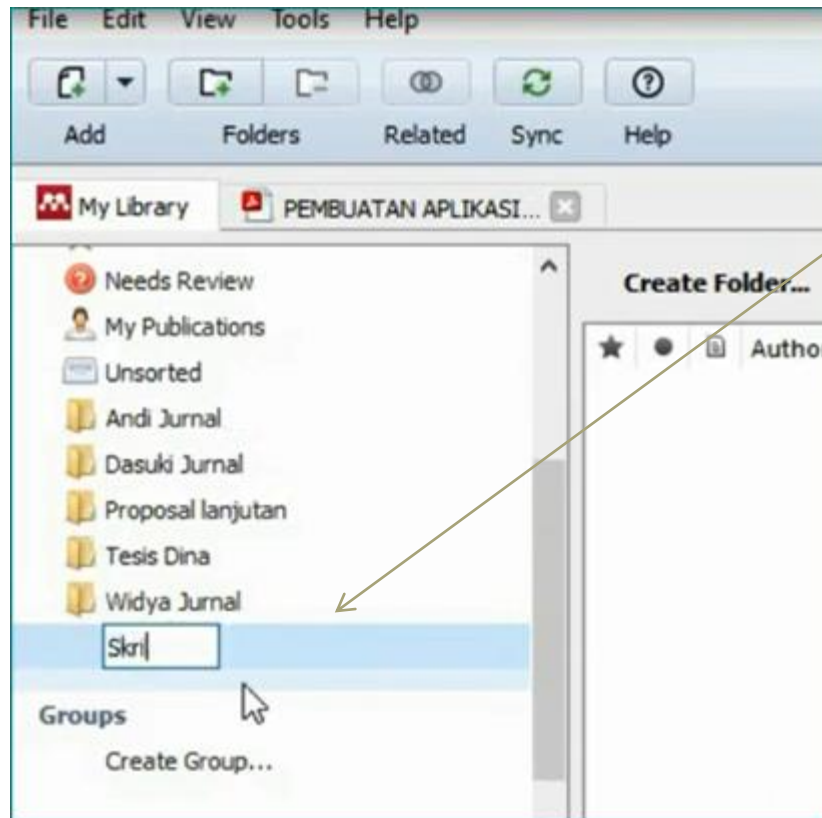 File Edit View Tools Help
Add Folders Related Sync Help
My Library PEMBUATAN APLIKASI...
Needs Review
My Publications
Unsorted
Andi Jurnal
Dasuki Jurnal
Proposal lanjutan
Tesis Dina
Widya Jurnal
Skri
Groups
Create Group...
Create Folder...
Autho